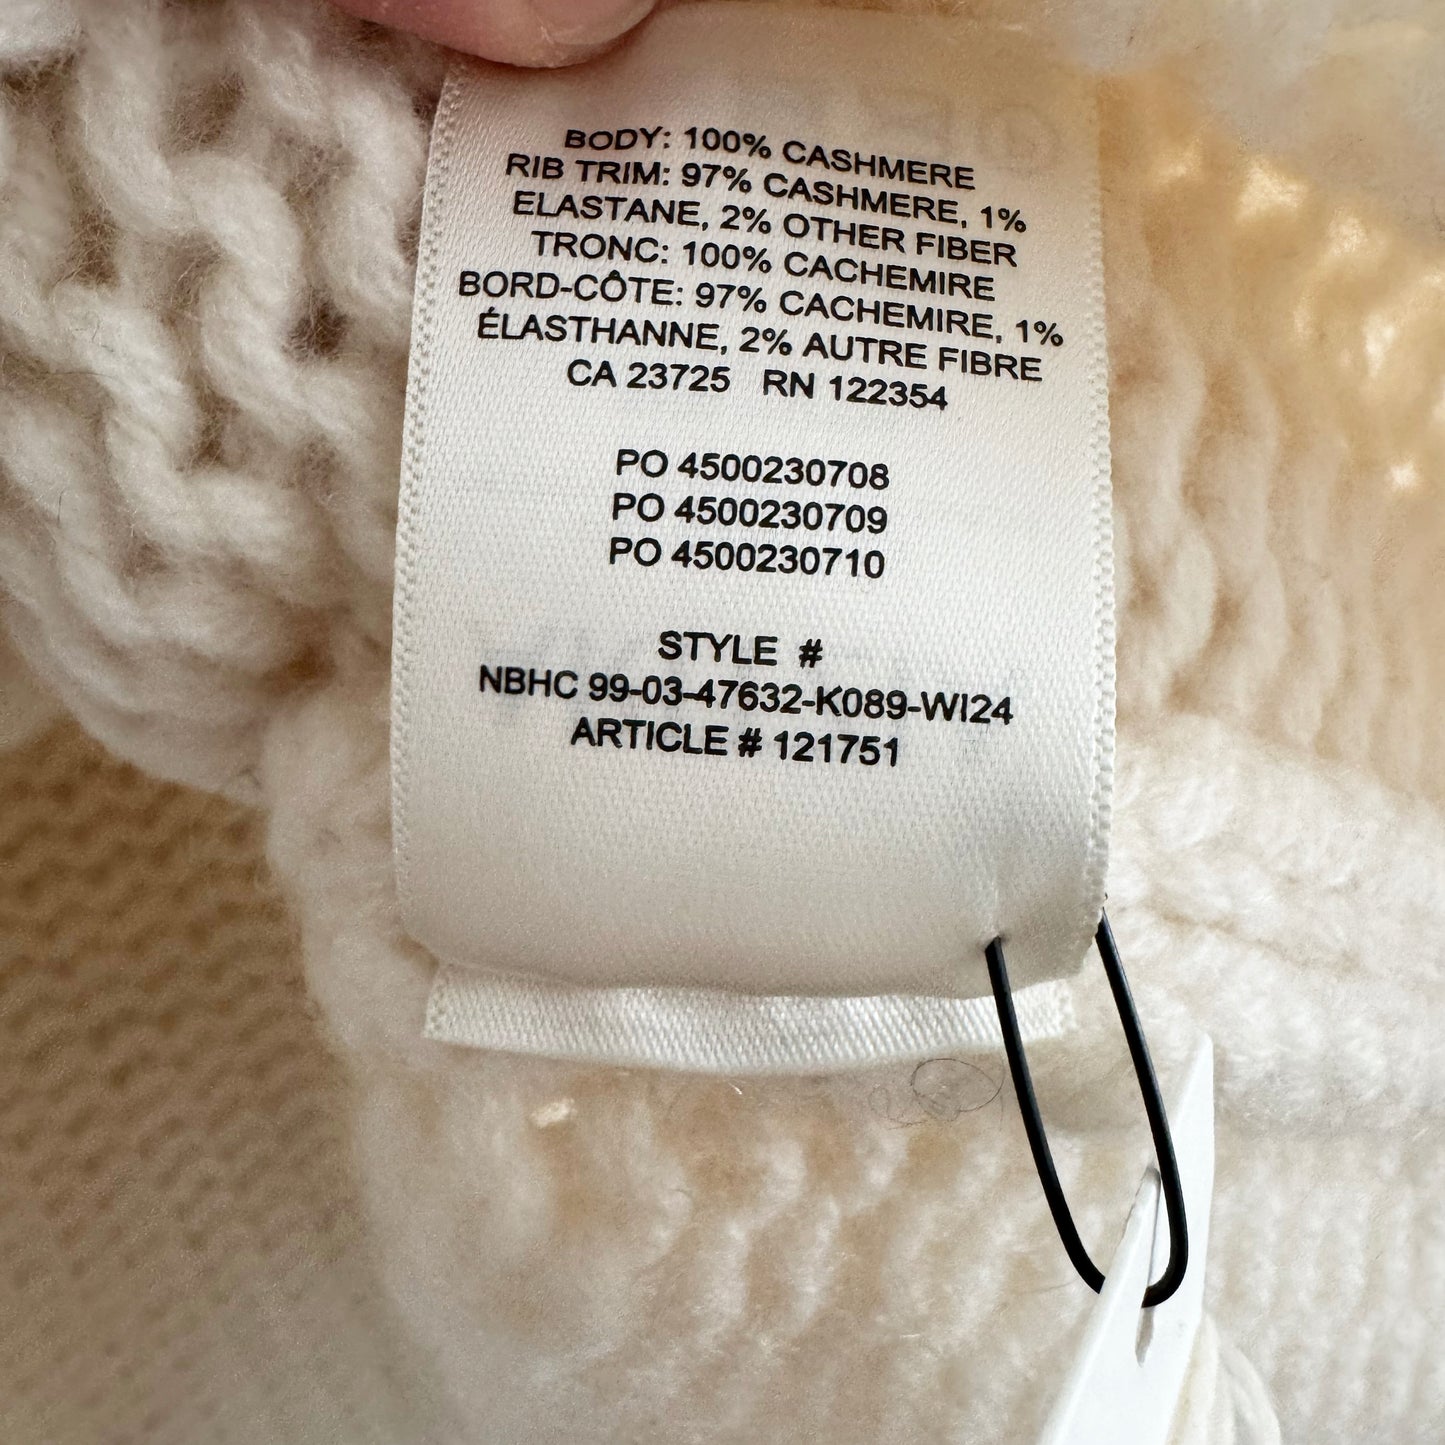 BODY: 100% CASHMERE
RIB TRIM: 97% CASHMERE, 1%
ELASTANE, 2% OTHER FIBER
TRONC: 100% CACHEMIRE
BORD-CÔTE: 97% CACHEMIRE, 1%
ÉLASTHANNE, 2% AUTRE FIBRE
CA 23725 RN 122354
PO 4500230708
PO 4500230709
PO 4500230710
STYLE #
NBHC 99-03-47632-K089-WI24
ARTICLE # 121751